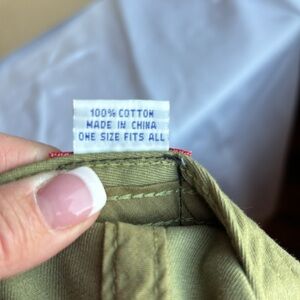 100% COTTON
MADE IN CHINA
ONE SIZE FITS ALL